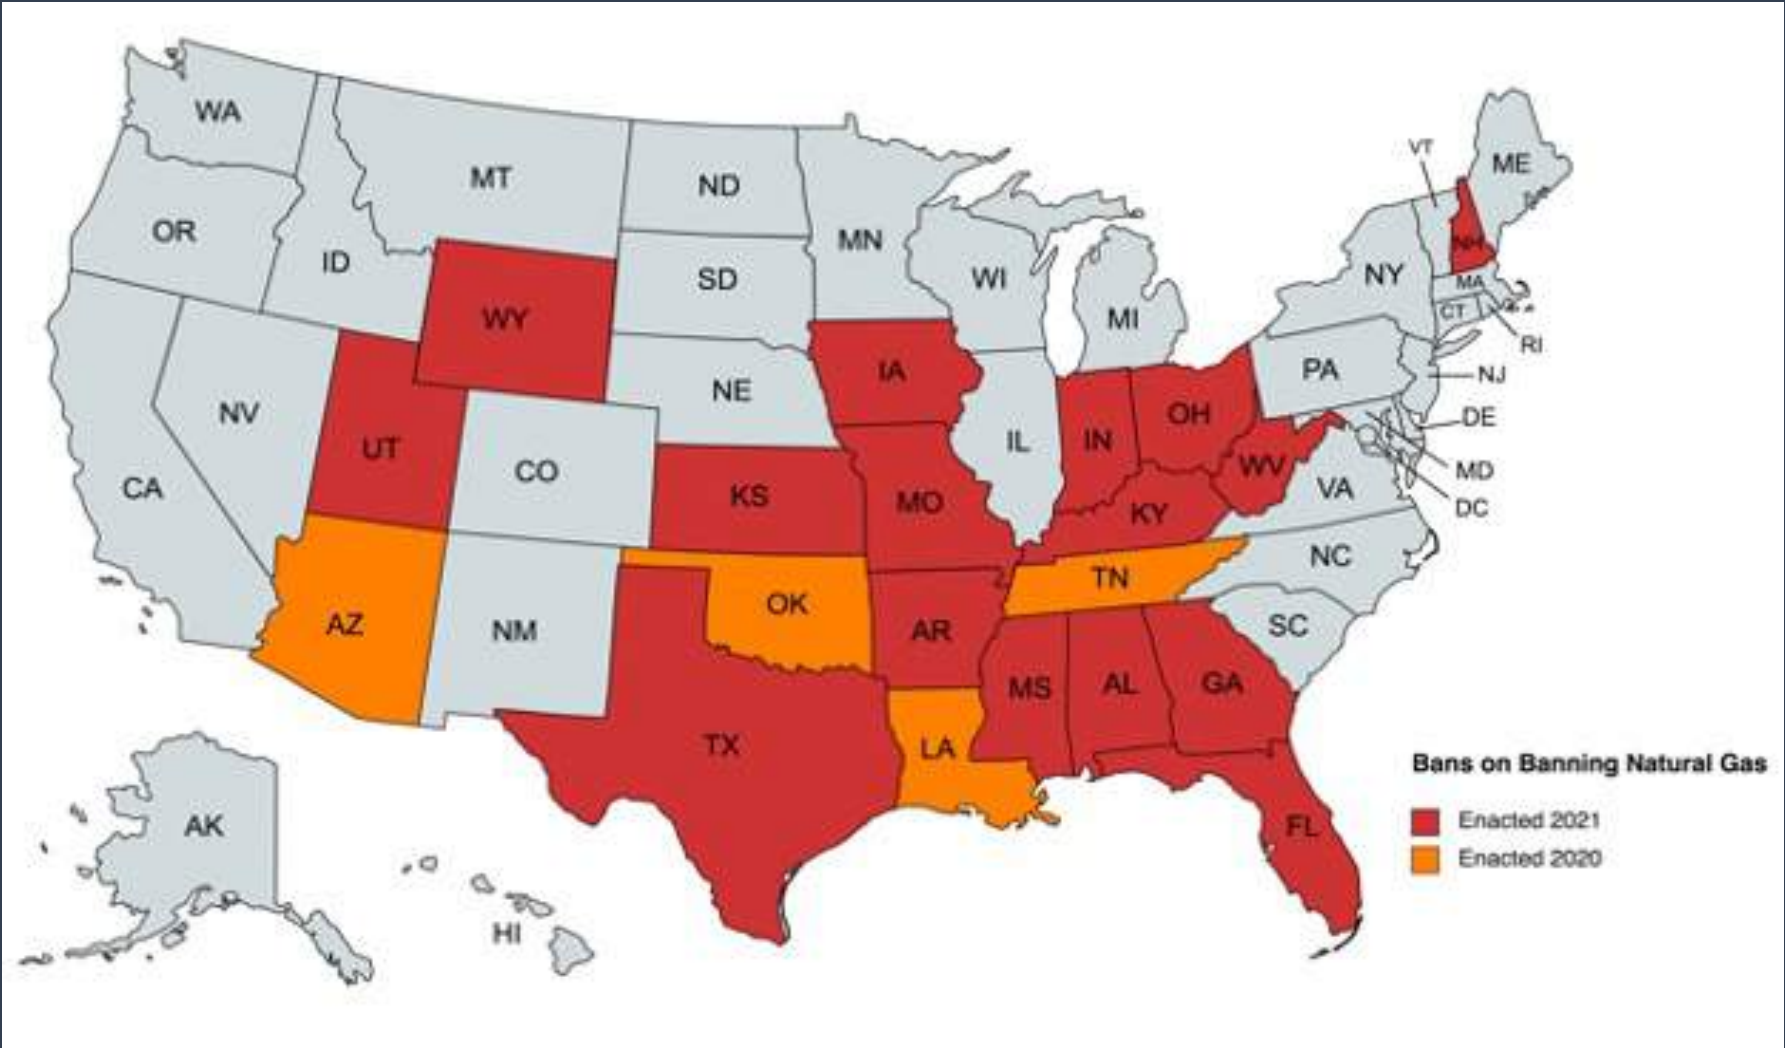 WA
MT
ND
MN
VT
ME
OR
ID
SD
WI
MI
NY
NH
MA
CT
RI
WY
IA
NE
PA
NJ
NV
UT
CO
IL
IN
OH
DE
MD
DC
CA
KS
MO
WV
VA
KY
NC
AZ
NM
OK
TN
AR
SC
MS
AL
GA
TX
LA
FL
AK
HI
Bans on Banning Natural Gas
Enacted 2021
Enacted 2020